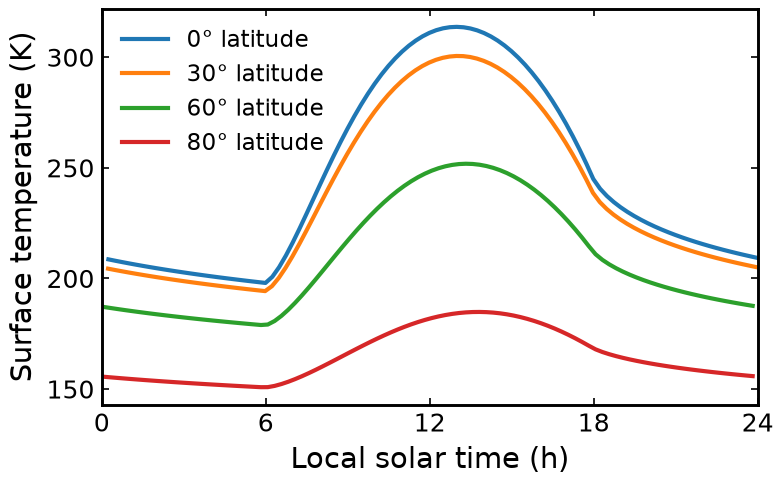 0° latitude
30° latitude
60° latitude
80° latitude
Surface temperature (K)
300
250
200
150
0 6 12 18 24
Local solar time (h)